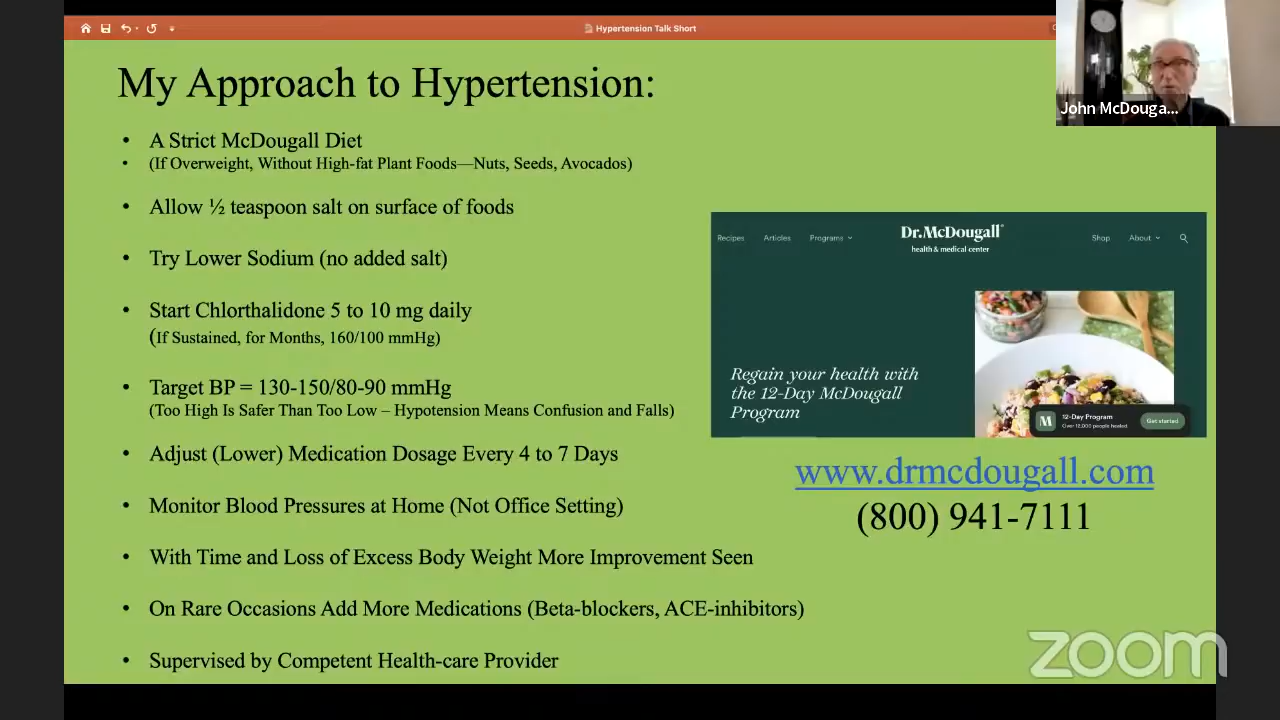 Hypertension Talk Short
John McDouga...
My Approach to Hypertension:
• A Strict McDougall Diet
• (If Overweight, Without High-fat Plant Foods—Nuts, Seeds, Avocados)
• Allow ½ teaspoon salt on surface of foods
• Try Lower Sodium (no added salt)
• Start Chlorthalidone 5 to 10 mg daily
(If Sustained, for Months, 160/100 mmHg)
• Target BP = 130-150/80-90 mmHg
(Too High Is Safer Than Too Low – Hypotension Means Confusion and Falls)
• Adjust (Lower) Medication Dosage Every 4 to 7 Days
• Monitor Blood Pressures at Home (Not Office Setting)
• With Time and Loss of Excess Body Weight More Improvement Seen
• On Rare Occasions Add More Medications (Beta-blockers, ACE-inhibitors)
• Supervised by Competent Health-care Provider
Recipes Articles Programs Dr.McDougall® Shop About
health & medical center
Regain your health with
the 12-Day McDougall
Program
M 12-Day Program Get started
Over 12,000 people healed
www.drmcdougall.com
(800) 941-7111
zoom